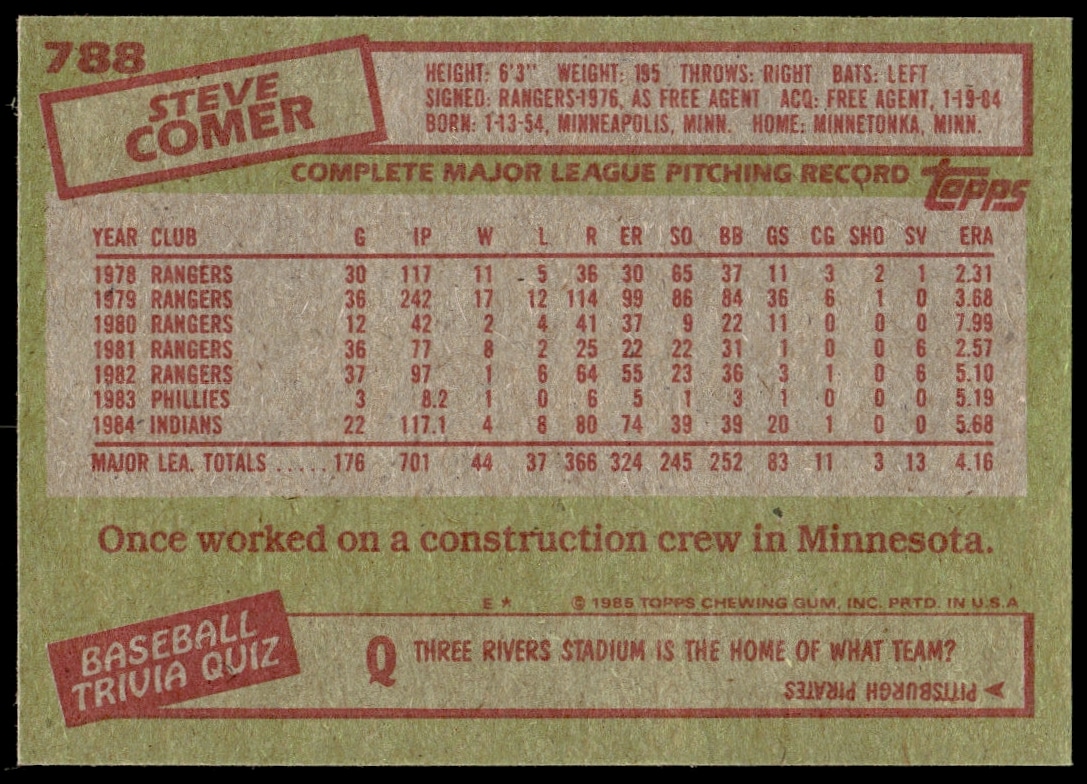 788
STEVE
COMER
HEIGHT: 6'3" WEIGHT: 195 THROWS: RIGHT BATS: LEFT
SIGNED: RANGERS-1976, AS FREE AGENT ACQ: FREE AGENT, 1-19-84
BORN: 1-13-54, MINNEAPOLIS, MINN. HOME: MINNETONKA, MINN.
COMPLETE MAJOR LEAGUE PITCHING RECORD topps
YEAR CLUB G IP W L R ER SO BB GS CG SHO SV ERA
1978 RANGERS 30 117 11 5 36 30 65 37 11 3 2 1 2.31
1979 RANGERS 36 242 17 12 114 99 86 84 36 6 1 0 3.68
1980 RANGERS 12 42 2 4 41 37 9 22 11 0 0 0 7.99
1981 RANGERS 36 77 8 2 25 22 22 31 1 0 0 6 2.57
1982 RANGERS 37 97 1 6 64 55 23 36 3 1 0 6 5.10
1983 PHILLIES 3 8.2 1 0 6 5 1 3 1 0 0 0 5.19
1984 INDIANS 22 117.1 4 8 80 74 39 39 20 1 0 0 5.68
MAJOR LEA. TOTALS ..... 176 701 44 37 366 324 245 252 83 11 3 13 4.16
Once worked on a construction crew in Minnesota.
E * © 1985 TOPPS CHEWING GUM, INC. PRTD. IN U.S.A
BASEBALL
TRIVIA QUIZ
Q THREE RIVERS STADIUM IS THE HOME OF WHAT TEAM?
PITTSBURGH PIRATES